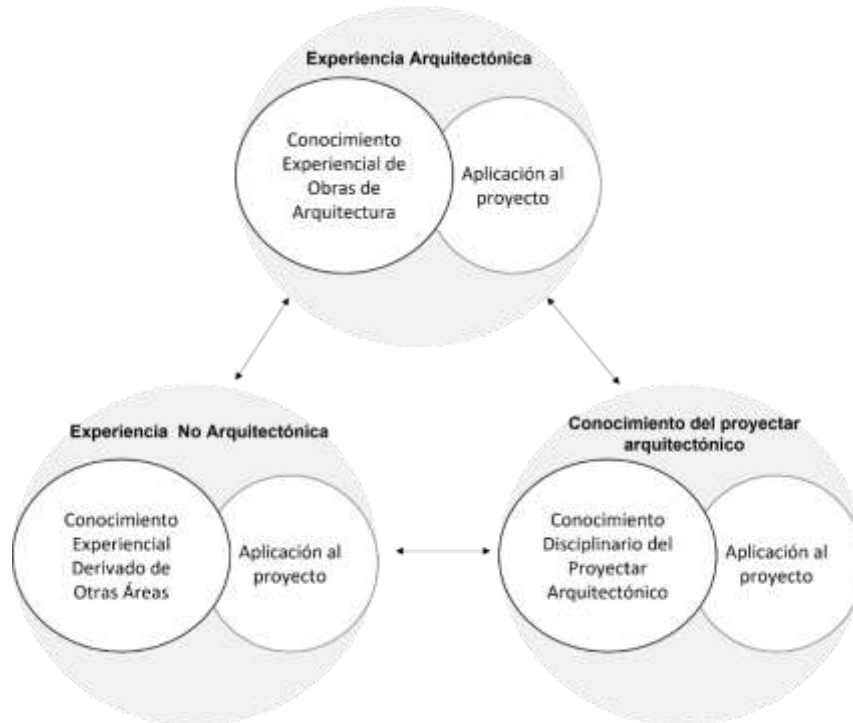 Experiencia Arquitectónica
Conocimiento
Experiencial de
Obras de
Arquitectura
Aplicación al
proyecto
Experiencia No Arquitectónica
Conocimiento
Experiencial
Derivado de
Otras Áreas
Aplicación al
proyecto
Conocimiento del proyectar
arquitectónico
Conocimiento
Disciplinario del
Proyectar
Arquitectónico
Aplicación al
proyecto